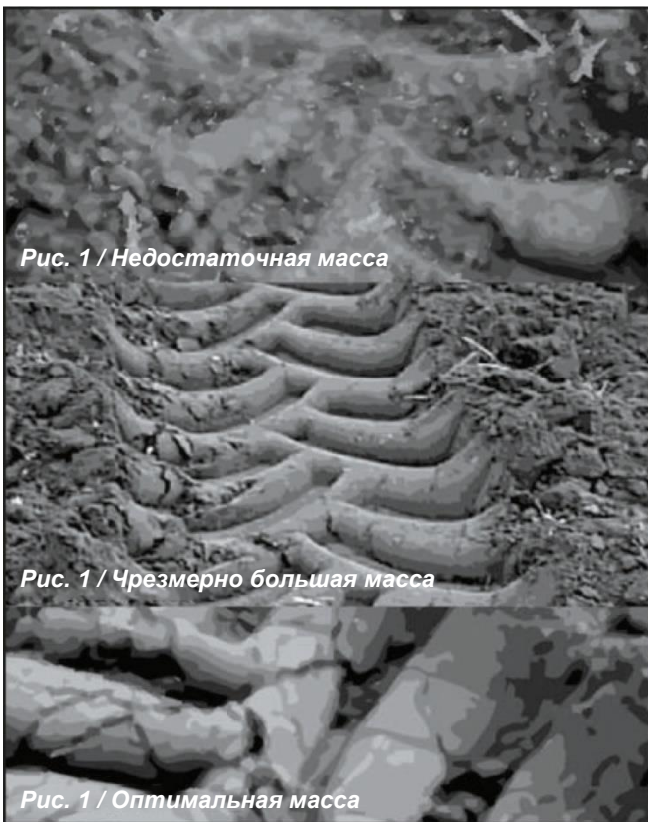 Рис. 1 / Недостаточная масса
Рис. 1 / Чрезмерно большая масса
Рис. 1 / Оптимальная масса